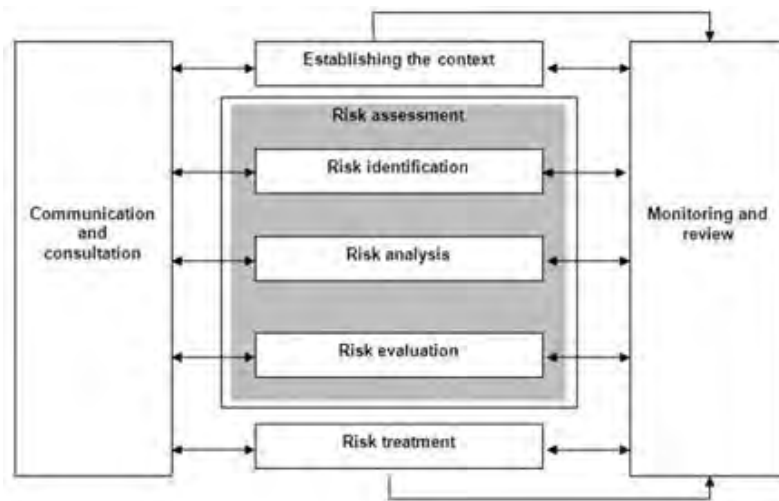 Establishing the context
Risk assessment
Risk identification
Communication
and
consultation
Monitoring and
review
Risk analysis
Risk evaluation
Risk treatment